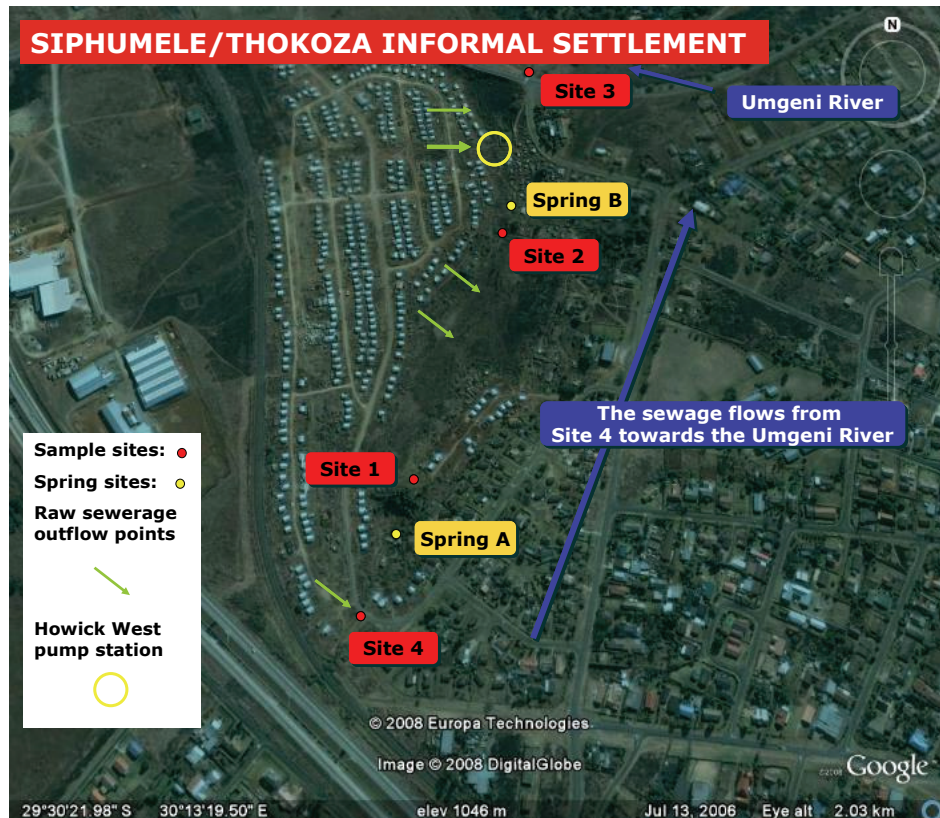 SIPHUMELE/THOKOZA INFORMAL SETTLEMENT
N
Site 3
Umgeni River
Spring B
Site 2
The sewage flows from
Site 4 towards the Umgeni River
Sample sites:
Spring sites:
Raw sewerage
outflow points
Howick West
pump station
Site 1
Spring A
Site 4
© 2008 Europa Technologies
Image © 2008 DigitalGlobe
Google
29°30'21.98" S 30°13'19.50" E elev 1046 m Jul 13, 2006 Eye alt 2.03 km